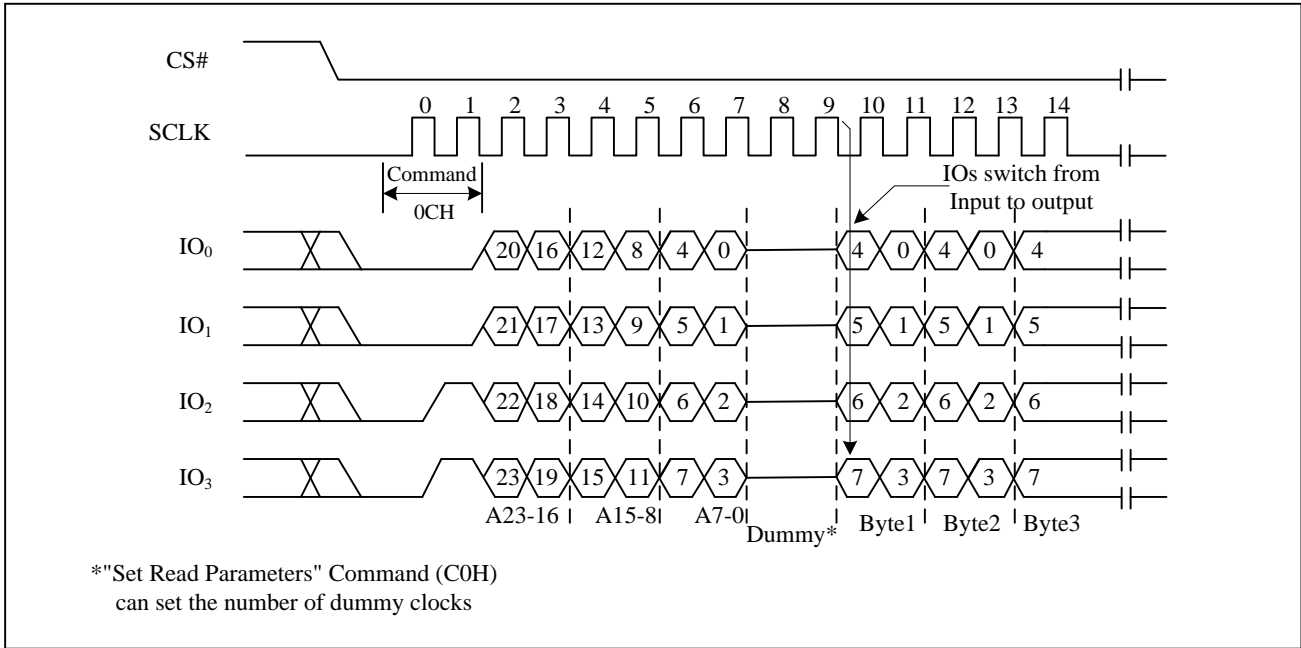 CS#
0 1 2 3 4 5 6 7 8 9 10 11 12 13 14
SCLK
Command
0CH
IOs switch from
Input to output
IO₀
20 16 12 8 4 0 4 0 4 0 4
IO₁
21 17 13 9 5 1 5 1 5 1 5
IO₂
22 18 14 10 6 2 6 2 6 2 6
IO₃
23 19 15 11 7 3 7 3 7 3 7
A23-16 A15-8 A7-0 Dummy* Byte1 Byte2 Byte3
*"Set Read Parameters" Command (C0H)
can set the number of dummy clocks